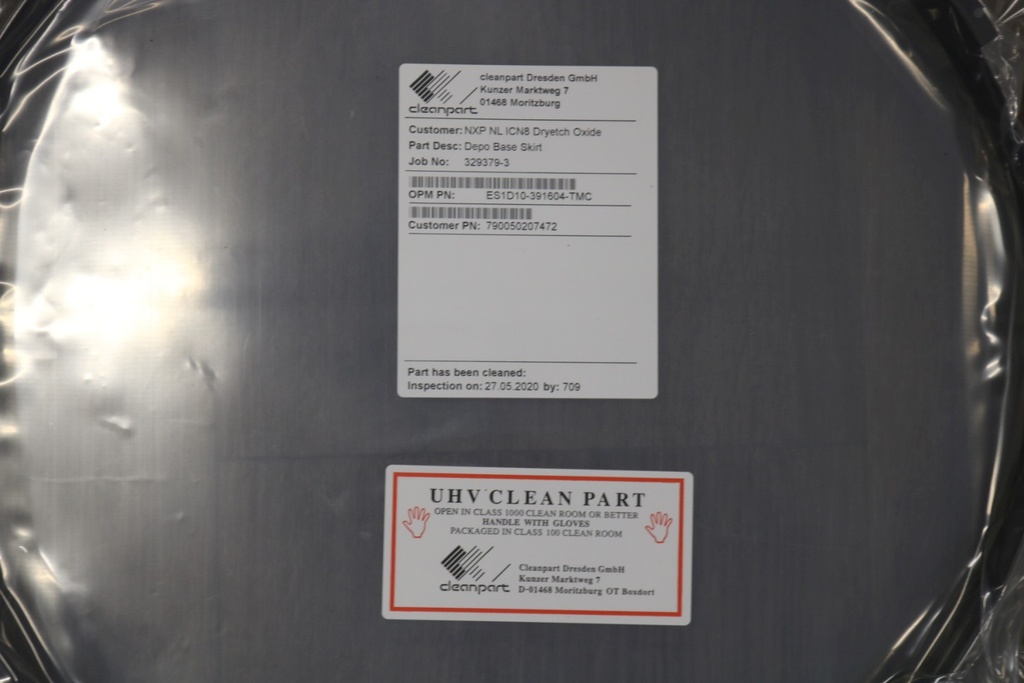 cleanpart Dresden GmbH
Kunzer Marktweg 7
01468 Moritzburg
cleanpart
Customer: NXP NL ICN8 Dryetch Oxide
Part Desc: Depo Base Skirt
Job No: 329379-3
OPM PN: ES1D10-391604-TMC
Customer PN: 790050207472
Part has been cleaned:
Inspection on: 27.05.2020 by: 709
UHV CLEAN PART
OPEN IN CLASS 1000 CLEAN ROOM OR BETTER
HANDLE WITH GLOVES
PACKAGED IN CLASS 100 CLEAN ROOM
cleanpart
Cleanpart Dresden GmbH
Kunzer Marktweg 7
D-01468 Moritzburg OT Boxdorf